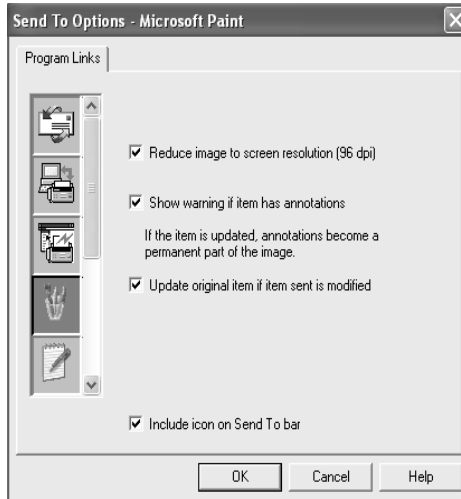 Send To Options - Microsoft Paint
Program Links
Reduce image to screen resolution (96 dpi)
Show warning if item has annotations
If the item is updated, annotations become a
permanent part of the image.
Update original item if item sent is modified
Include icon on Send To bar
OK Cancel Help